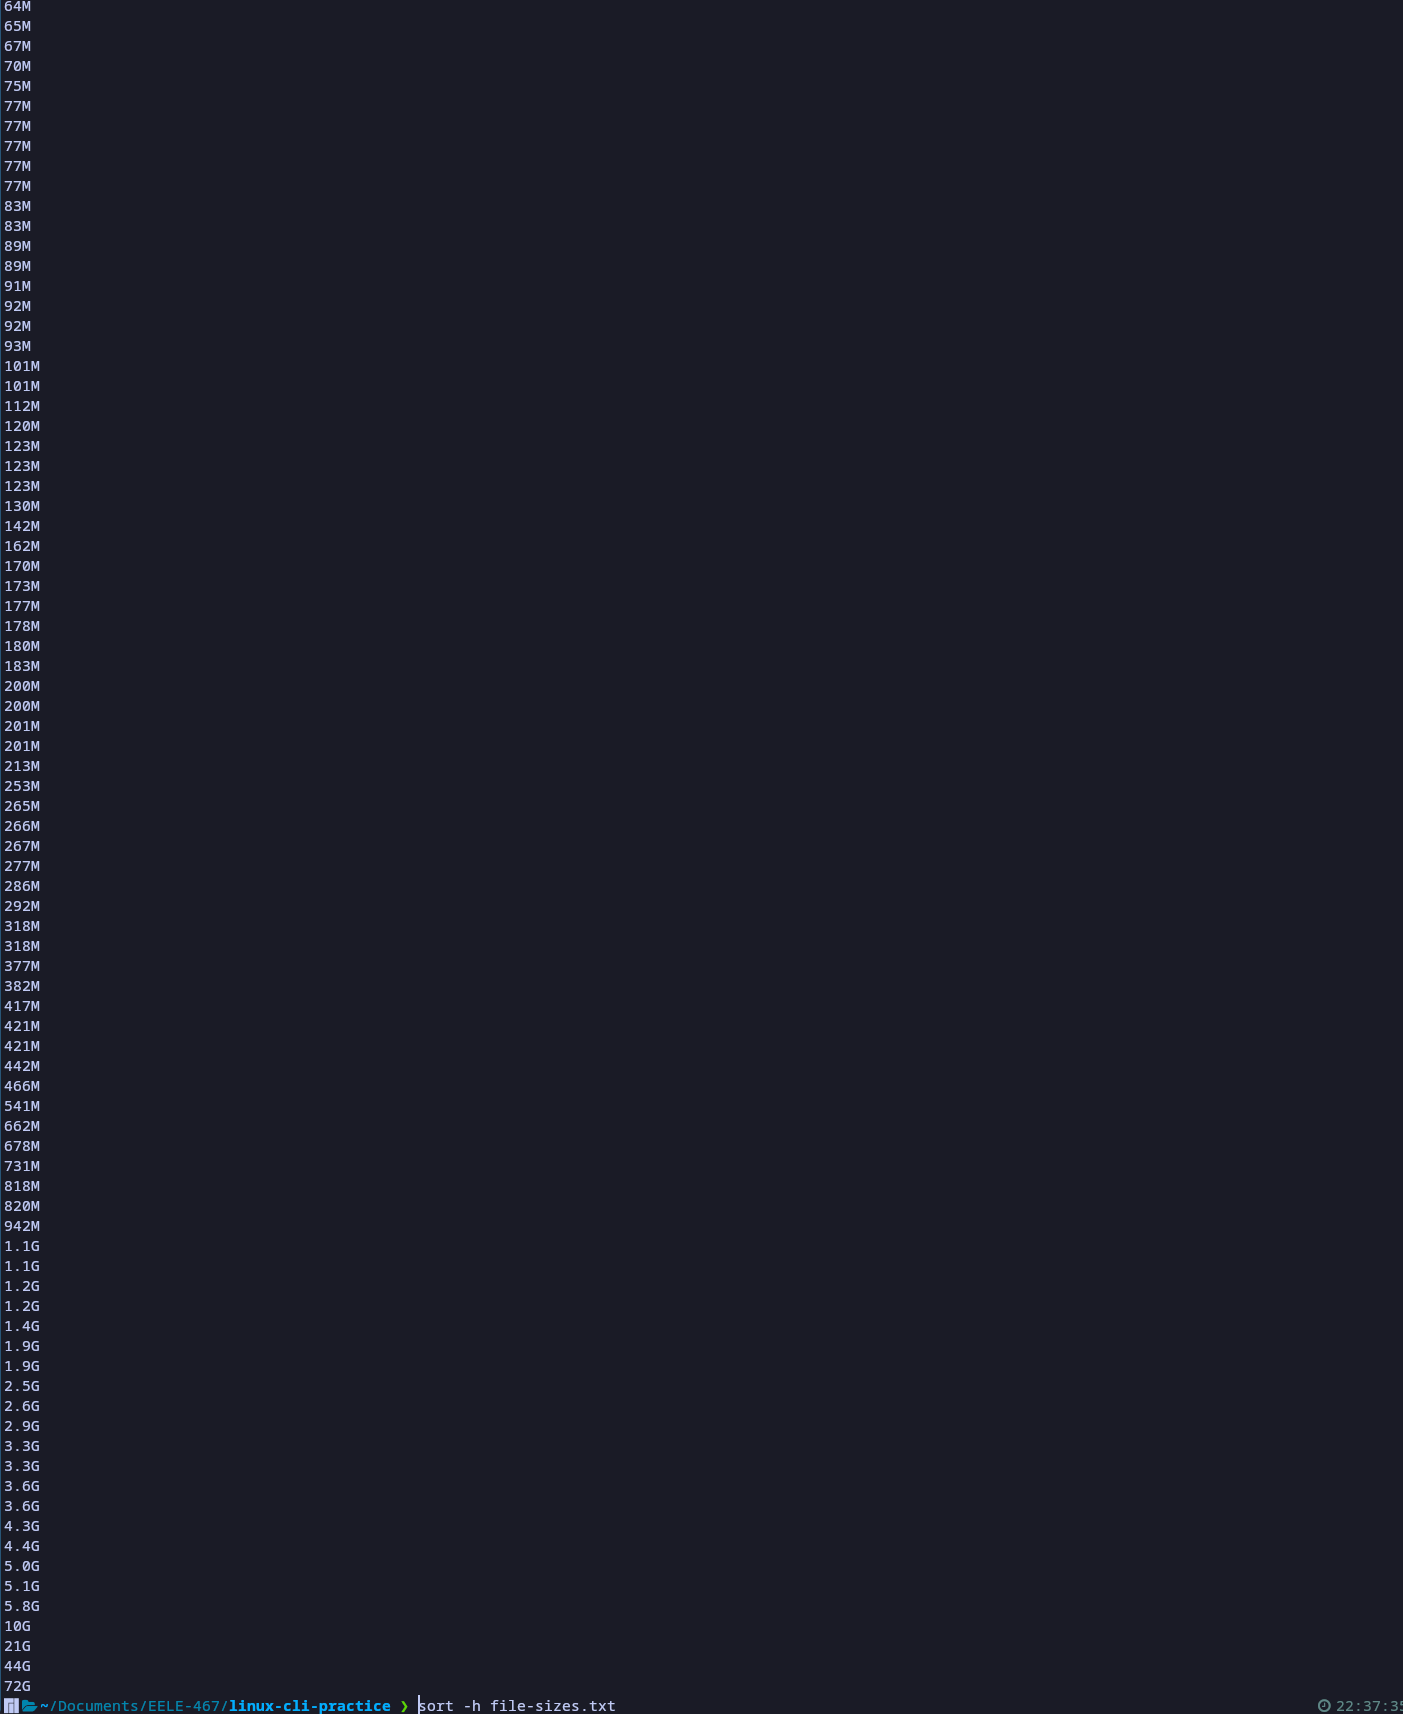 64M
65M
67M
70M
75M
77M
77M
77M
77M
77M
83M
83M
89M
89M
91M
92M
92M
93M
101M
101M
112M
120M
123M
123M
123M
130M
142M
162M
170M
173M
177M
178M
180M
183M
200M
200M
201M
201M
213M
253M
265M
266M
267M
277M
286M
292M
318M
318M
377M
382M
417M
421M
421M
442M
466M
541M
662M
678M
731M
818M
820M
942M
1.1G
1.1G
1.2G
1.2G
1.4G
1.9G
1.9G
2.5G
2.6G
2.9G
3.3G
3.3G
3.6G
3.6G
4.3G
4.4G
5.0G
5.1G
5.8G
10G
21G
44G
72G
~/Documents/EELE-467/linux-cli-practice ❯ sort -h file-sizes.txt 22:37:35